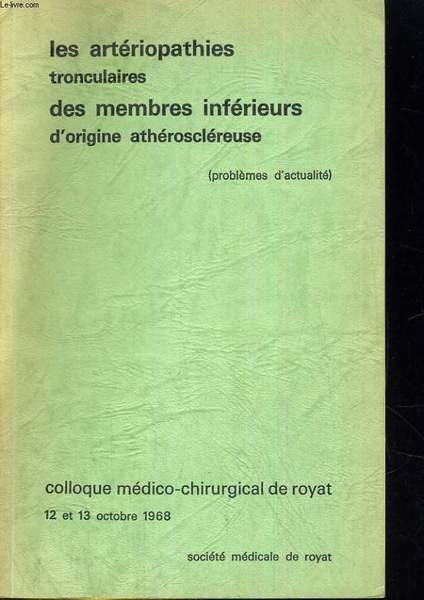 Le-livre.com
les artériopathies
tronculaires
des membres inférieurs
d'origine athéroscléreuse
(problèmes d'actualité)
colloque médico-chirurgical de royat
12 et 13 octobre 1968
société médicale de royat